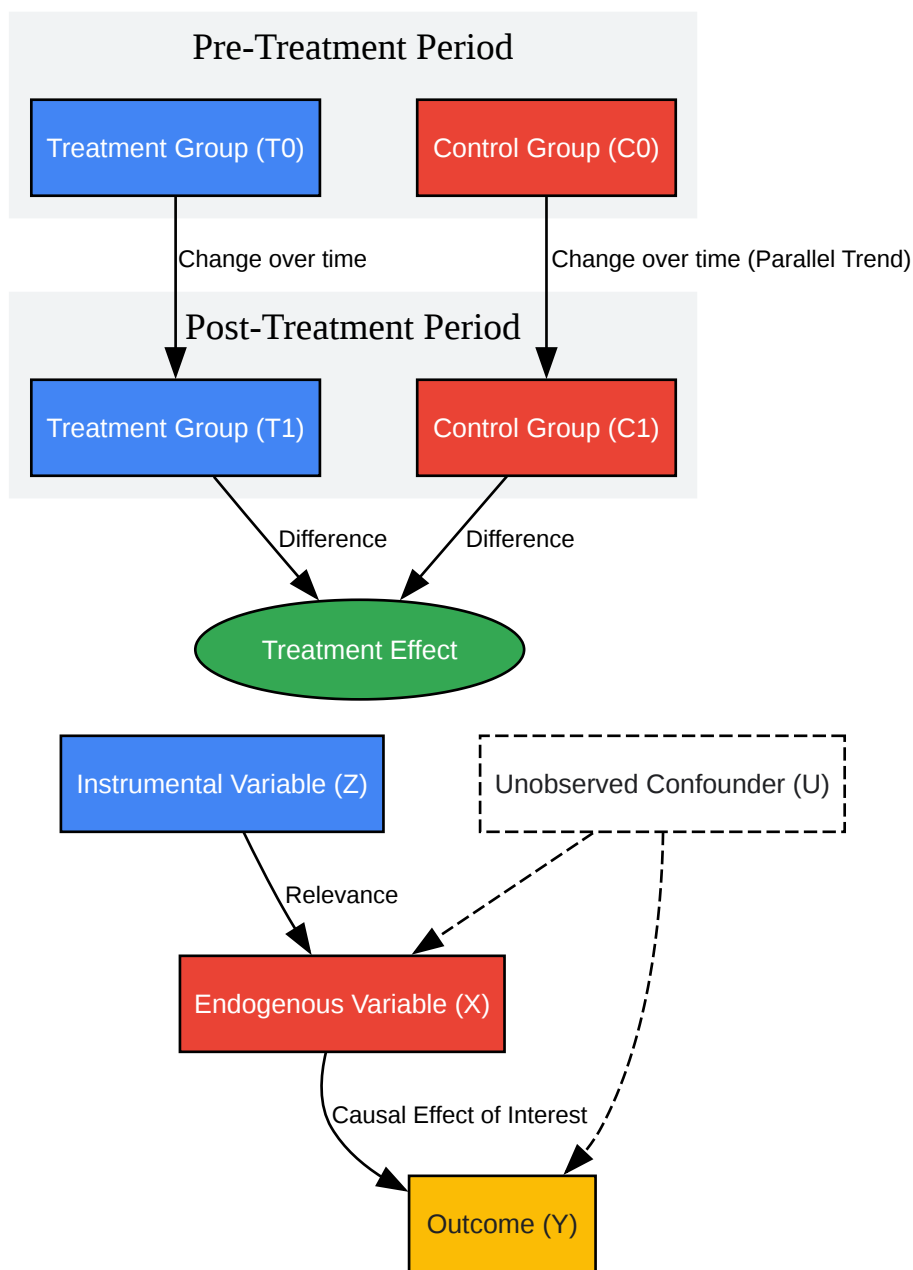 Pre-Treatment Period
Treatment Group (T0)
Control Group (C0)
Change over time
Change over time (Parallel Trend)
Post-Treatment Period
Treatment Group (T1)
Control Group (C1)
Difference
Difference
Treatment Effect
Instrumental Variable (Z)
Unobserved Confounder (U)
Relevance
Endogenous Variable (X)
Causal Effect of Interest
Outcome (Y)